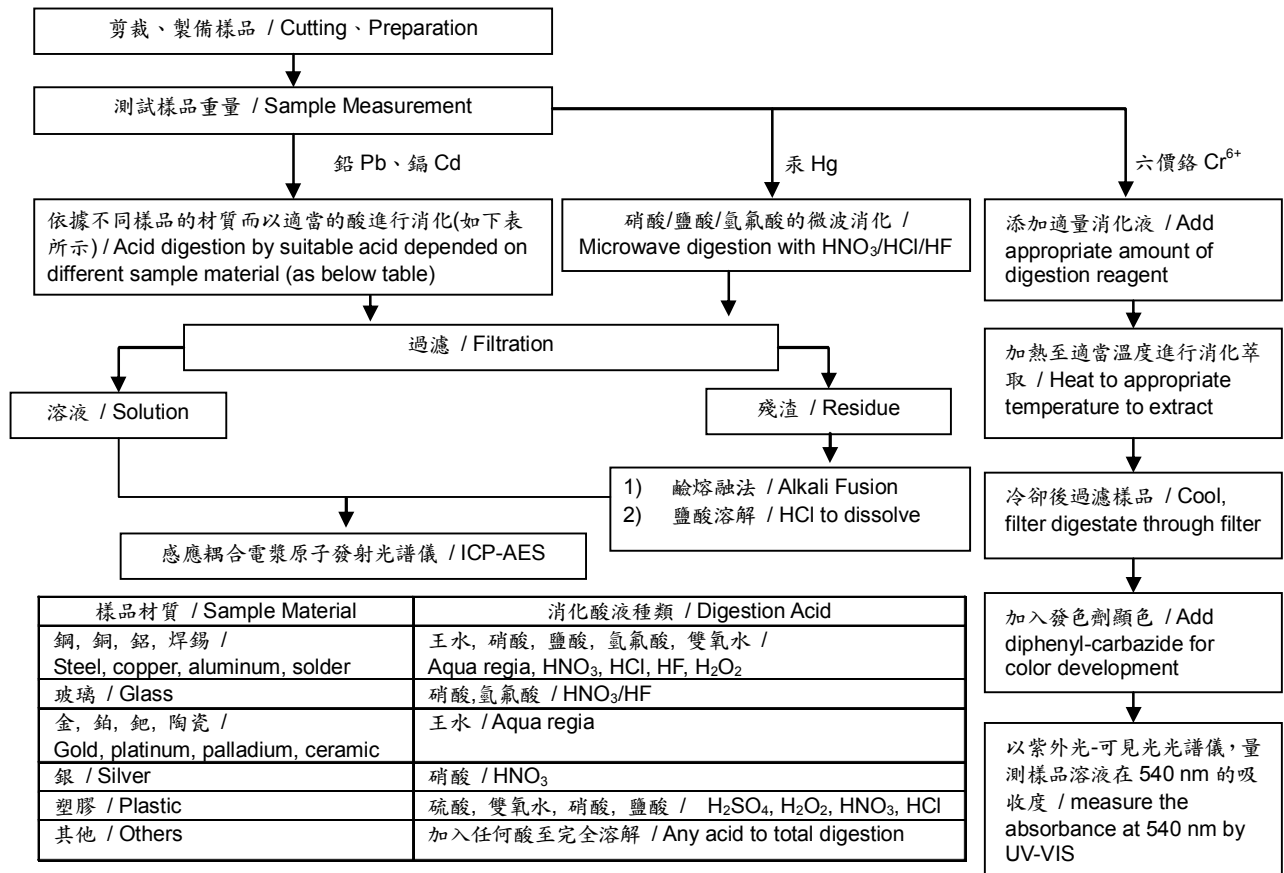 剪裁、製備樣品 / Cutting、Preparation
測試樣品重量 / Sample Measurement
鉛 Pb、鎘 Cd
汞 Hg
六價鉻 Cr⁶⁺
依據不同樣品的材質而以適當的酸進行消化(如下表
所示) / Acid digestion by suitable acid depended on
different sample material (as below table)
硝酸/鹽酸/氫氟酸的微波消化 /
Microwave digestion with HNO₃/HCl/HF
添加適量消化液 / Add
appropriate amount of
digestion reagent
過濾 / Filtration
加熱至適當溫度進行消化萃
取 / Heat to appropriate
temperature to extract
溶液 / Solution
殘渣 / Residue
1) 鹼熔融法 / Alkali Fusion
2) 鹽酸溶解 / HCl to dissolve
冷卻後過濾樣品 / Cool,
filter digestate through filter
感應耦合電漿原子發射光譜儀 / ICP-AES
加入發色劑顯色 / Add
diphenyl-carbazide for
color development
以紫外光-可見光光譜儀，量
測樣品溶液在 540 nm 的吸
收度 / measure the
absorbance at 540 nm by
UV-VIS
樣品材質 / Sample Material
消化酸液種類 / Digestion Acid
鋼, 銅, 鋁, 焊錫 /
Steel, copper, aluminum, solder
王水, 硝酸, 鹽酸, 氫氟酸, 雙氧水 /
Aqua regia, HNO₃, HCl, HF, H₂O₂
玻璃 / Glass
硝酸,氫氟酸 / HNO₃/HF
金, 鉑, 鈀, 陶瓷 /
Gold, platinum, palladium, ceramic
王水 / Aqua regia
銀 / Silver
硝酸 / HNO₃
塑膠 / Plastic
硫酸, 雙氧水, 硝酸, 鹽酸 / H₂SO₄, H₂O₂, HNO₃, HCl
其他 / Others
加入任何酸至完全溶解 / Any acid to total digestion